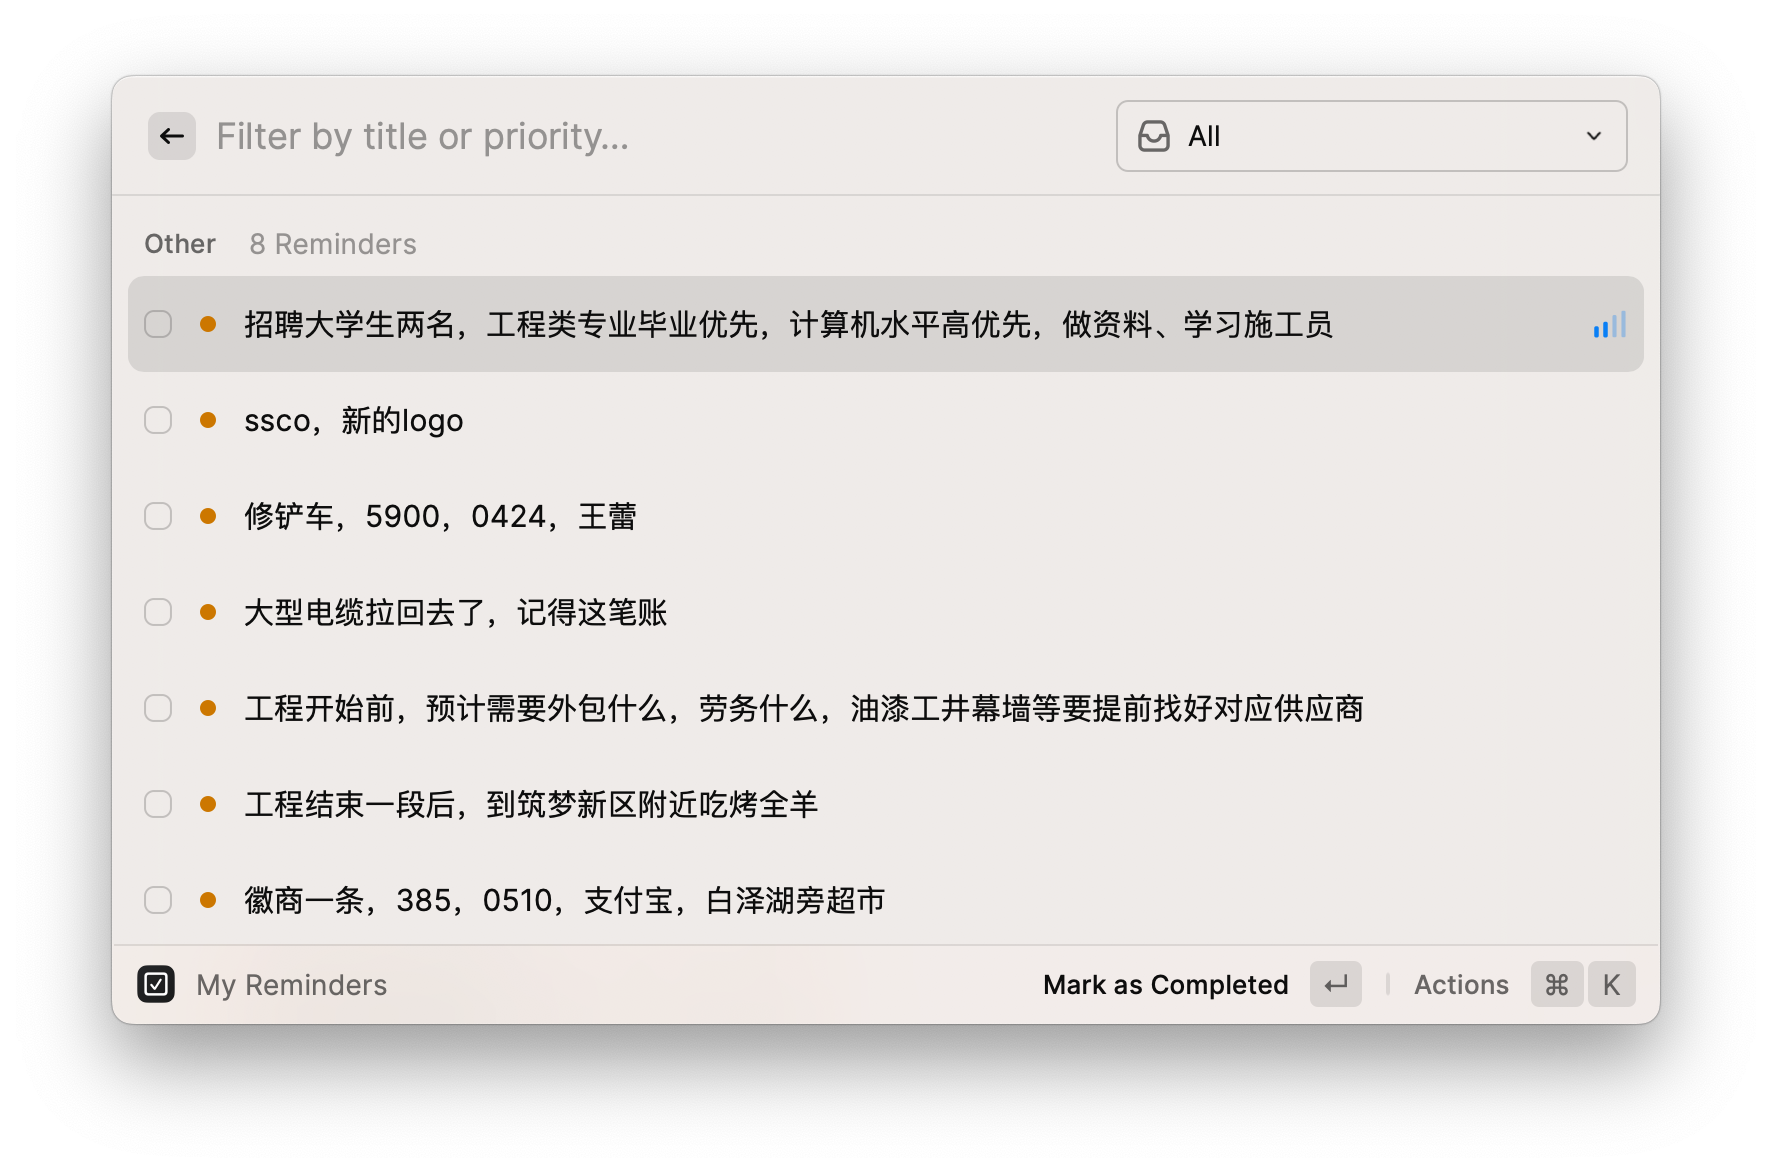 Filter by title or priority...
All
Other 8 Reminders
招聘大学生两名，工程类专业毕业优先，计算机水平高优先，做资料、学习施工员
ssco，新的logo
修铲车，5900，0424，王蕾
大型电缆拉回去了，记得这笔账
工程开始前，预计需要外包什么，劳务什么，油漆工井幕墙等要提前找好对应供应商
工程结束一段后，到筑梦新区附近吃烤全羊
徽商一条，385，0510，支付宝，白泽湖旁超市
My Reminders
Mark as Completed ↵ Actions ⌘ K